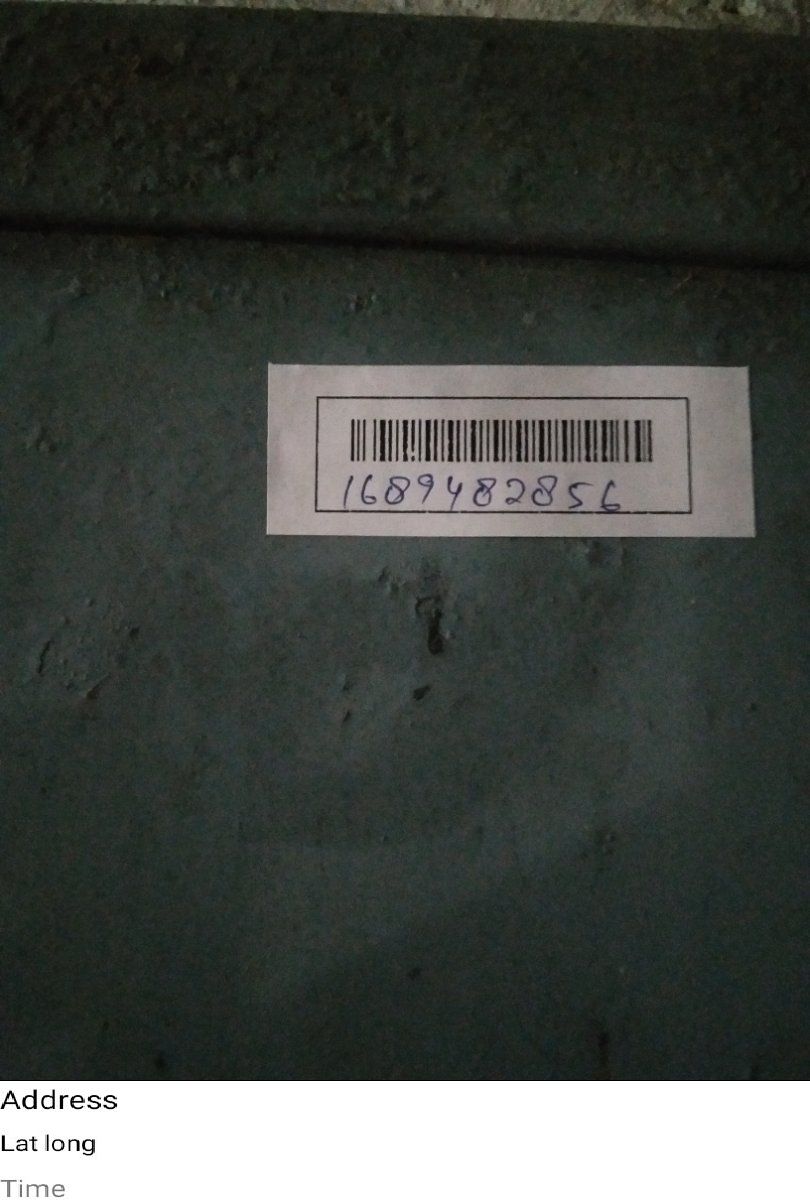 1689482856
Address
Lat long
Time